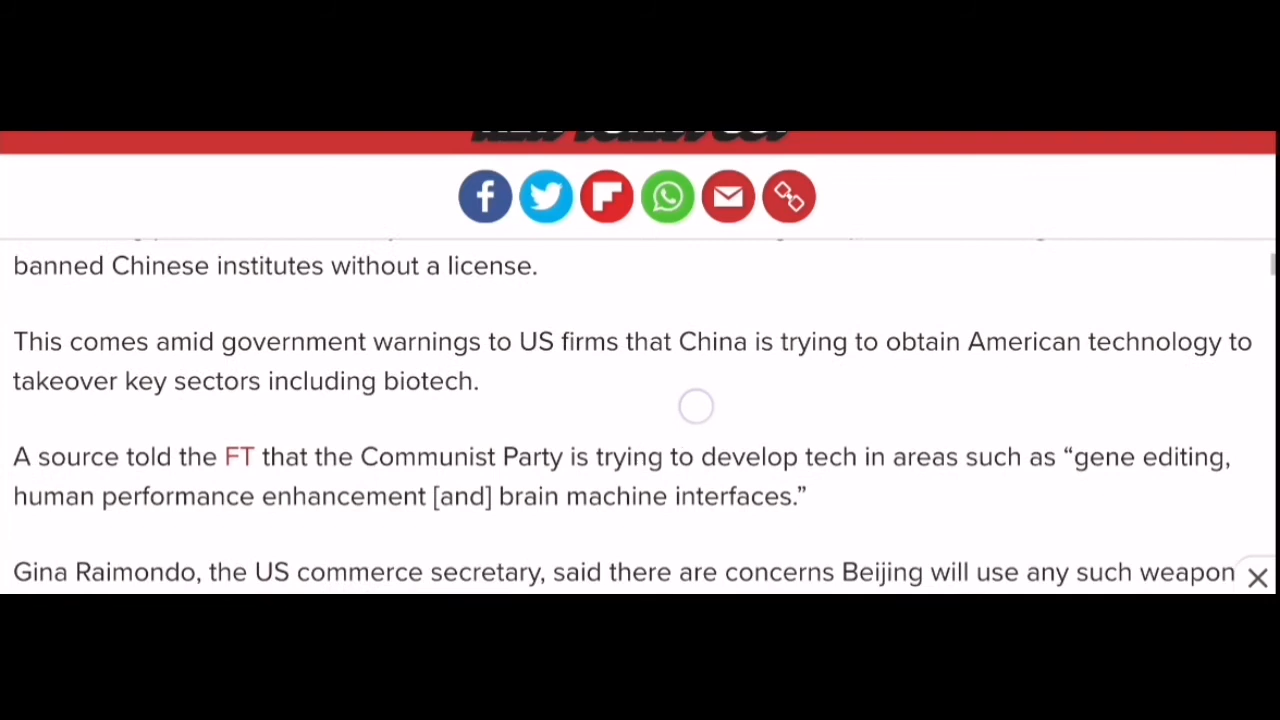 banned Chinese institutes without a license.
This comes amid government warnings to US firms that China is trying to obtain American technology to
takeover key sectors including biotech.
A source told the FT that the Communist Party is trying to develop tech in areas such as “gene editing,
human performance enhancement [and] brain machine interfaces.”
Gina Raimondo, the US commerce secretary, said there are concerns Beijing will use any such weapon